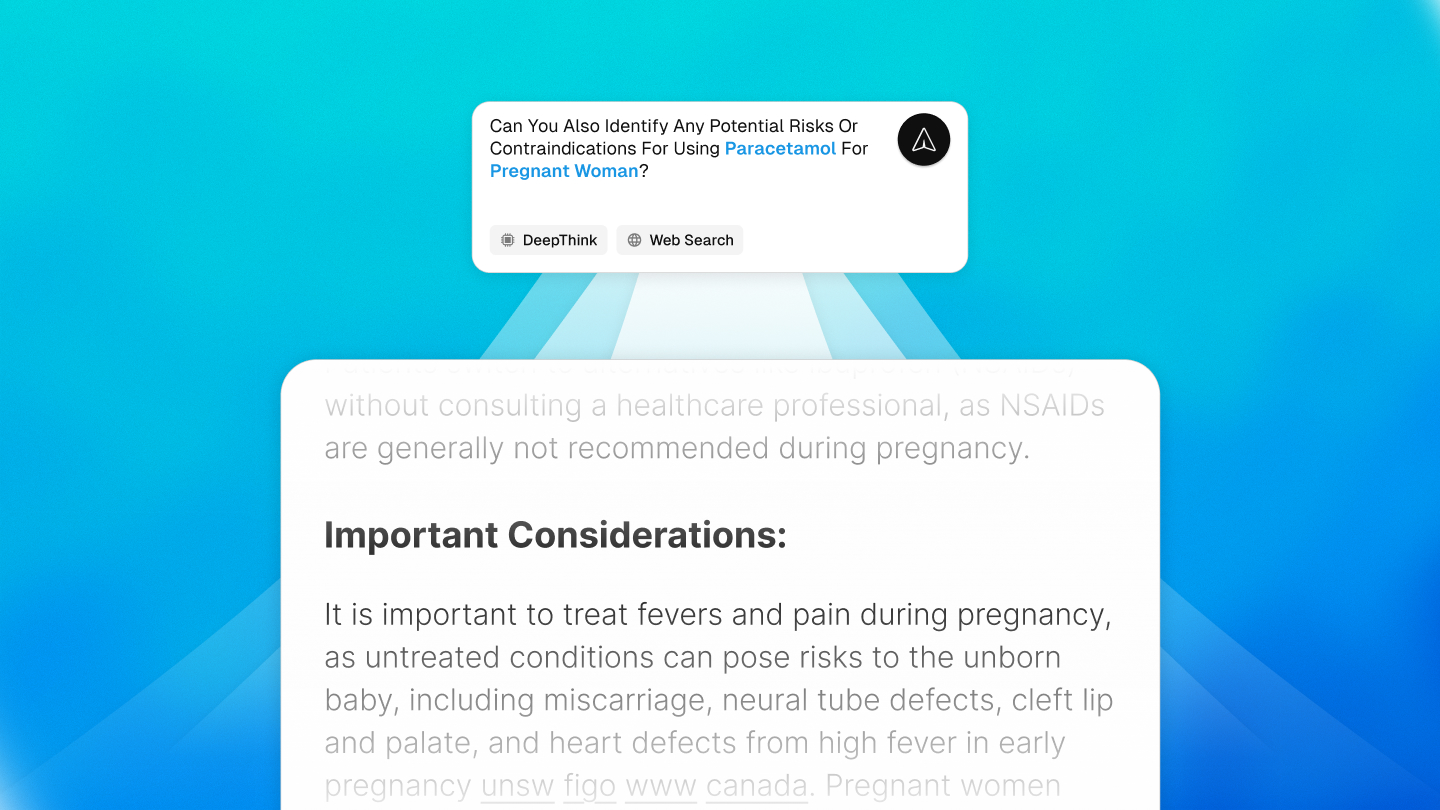 Can You Also Identify Any Potential Risks Or
Contraindications For Using Paracetamol For
Pregnant Woman?
DeepThink
Web Search
without consulting a healthcare professional, as NSAIDs
are generally not recommended during pregnancy.
Important Considerations:
It is important to treat fevers and pain during pregnancy,
as untreated conditions can pose risks to the unborn
baby, including miscarriage, neural tube defects, cleft lip
and palate, and heart defects from high fever in early
pregnancy unsw figo www canada. Pregnant women